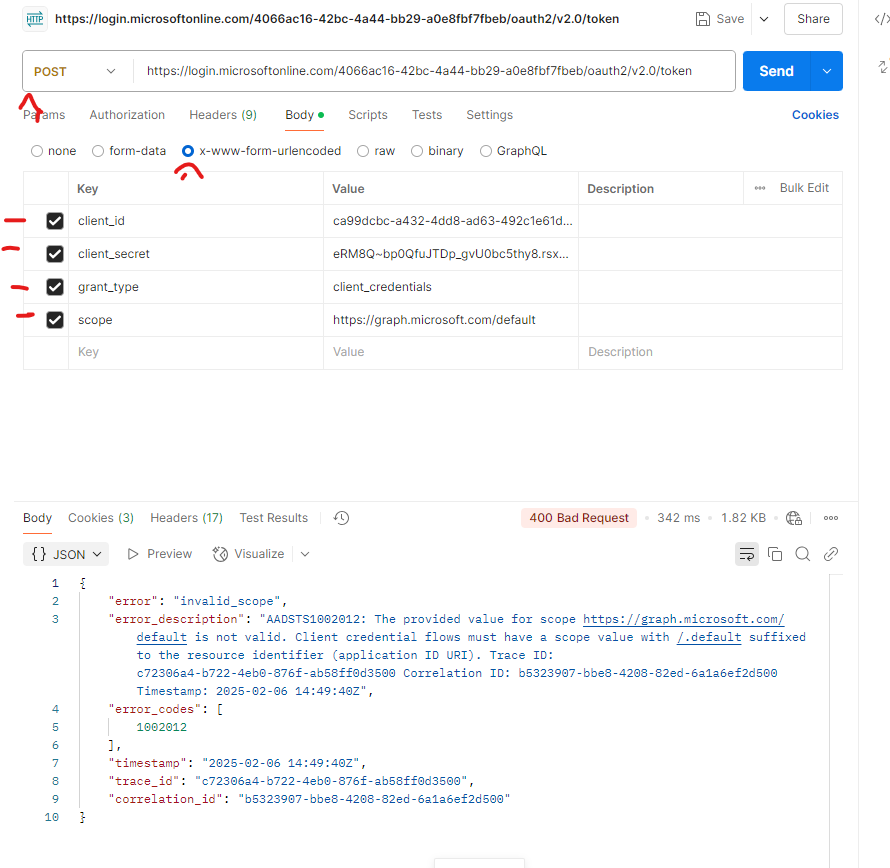 HTTP https://login.microsoftonline.com/4066ac16-42bc-4a44-bb29-a0e8fbf7fbeb/oauth2/v2.0/token Save Share
POST https://login.microsoftonline.com/4066ac16-42bc-4a44-bb29-a0e8fbf7fbeb/oauth2/v2.0/token Send
Params Authorization Headers (9) Body Scripts Tests Settings Cookies
none form-data x-www-form-urlencoded raw binary GraphQL
Key Value Description Bulk Edit
client_id ca99dcbc-a432-4dd8-ad63-492c1e61d...
client_secret eRM8Q~bp0QfuJTDp_gvU0bc5thy8.rsx...
grant_type client_credentials
scope https://graph.microsoft.com/default
Key Value Description
Body Cookies (3) Headers (17) Test Results 400 Bad Request 342 ms 1.82 KB
{} JSON Preview Visualize
1 {
2 "error": "invalid_scope",
3 "error_description": "AADSTS1002012: The provided value for scope https://graph.microsoft.com/
default is not valid. Client credential flows must have a scope value with /.default suffixed
to the resource identifier (application ID URI). Trace ID:
c72306a4-b722-4eb0-876f-ab58ff0d3500 Correlation ID: b5323907-bbe8-4208-82ed-6a1a6ef2d500
Timestamp: 2025-02-06 14:49:40Z",
4 "error_codes": [
5 1002012
6 ],
7 "timestamp": "2025-02-06 14:49:40Z",
8 "trace_id": "c72306a4-b722-4eb0-876f-ab58ff0d3500",
9 "correlation_id": "b5323907-bbe8-4208-82ed-6a1a6ef2d500"
10 }